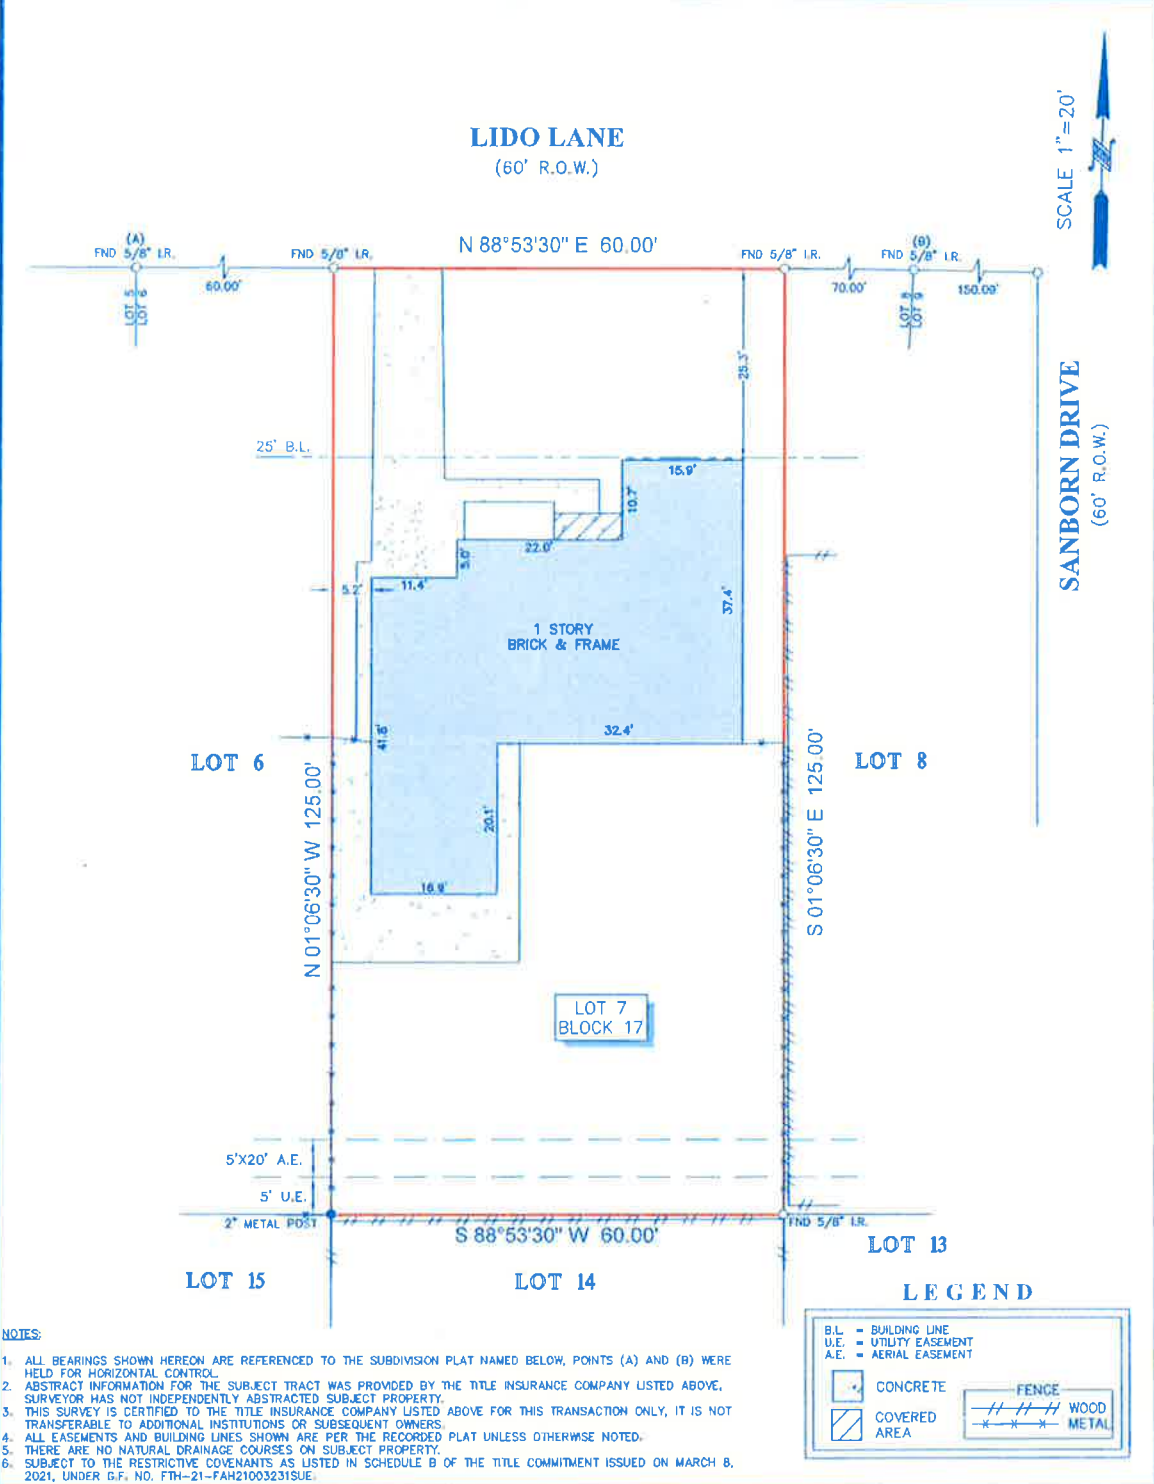 LIDO LANE
(60' R.O.W.)
SCALE 1"=20'
N 88°53'30" E 60.00'
(A)
FND 5/8" I.R.
FND 5/8" I.R.
FND 5/8" I.R.
(B)
FND 5/8" I.R.
60.00'
70.00'
150.09'
LOT 5
LOT 6
LOT 8
LOT 9
SANBORN DRIVE
(60' R.O.W.)
25.3'
25' B.L.
15.9'
10.7'
22.0'
5.0'
11.4'
5.2'
37.4'
1 STORY
BRICK & FRAME
32.4'
41.8'
LOT 6
LOT 8
N 01°06'30" W 125.00'
S 01°06'30" E 125.00'
20.1'
16.9'
LOT 7
BLOCK 17
5'X20' A.E.
5' U.E.
2" METAL POST
FND 5/8" I.R.
S 88°53'30" W 60.00'
LOT 13
LOT 15
LOT 14
LEGEND
B.L. = BUILDING LINE
U.E. = UTILITY EASEMENT
A.E. = AERIAL EASEMENT
CONCRETE
COVERED
AREA
FENCE
WOOD
METAL
NOTES:
1. ALL BEARINGS SHOWN HEREON ARE REFERENCED TO THE SUBDIVISION PLAT NAMED BELOW, POINTS (A) AND (B) WERE
HELD FOR HORIZONTAL CONTROL.
2. ABSTRACT INFORMATION FOR THE SUBJECT TRACT WAS PROVIDED BY THE TITLE INSURANCE COMPANY LISTED ABOVE,
SURVEYOR HAS NOT INDEPENDENTLY ABSTRACTED SUBJECT PROPERTY.
3. THIS SURVEY IS CERTIFIED TO THE TITLE INSURANCE COMPANY LISTED ABOVE FOR THIS TRANSACTION ONLY, IT IS NOT
TRANSFERABLE TO ADDITIONAL INSTITUTIONS OR SUBSEQUENT OWNERS.
4. ALL EASEMENTS AND BUILDING LINES SHOWN ARE PER THE RECORDED PLAT UNLESS OTHERWISE NOTED.
5. THERE ARE NO NATURAL DRAINAGE COURSES ON SUBJECT PROPERTY.
6. SUBJECT TO THE RESTRICTIVE COVENANTS AS LISTED IN SCHEDULE B OF THE TITLE COMMITMENT ISSUED ON MARCH 8,
2021, UNDER G.F. NO. FTH-21-FAH21003231SUE.